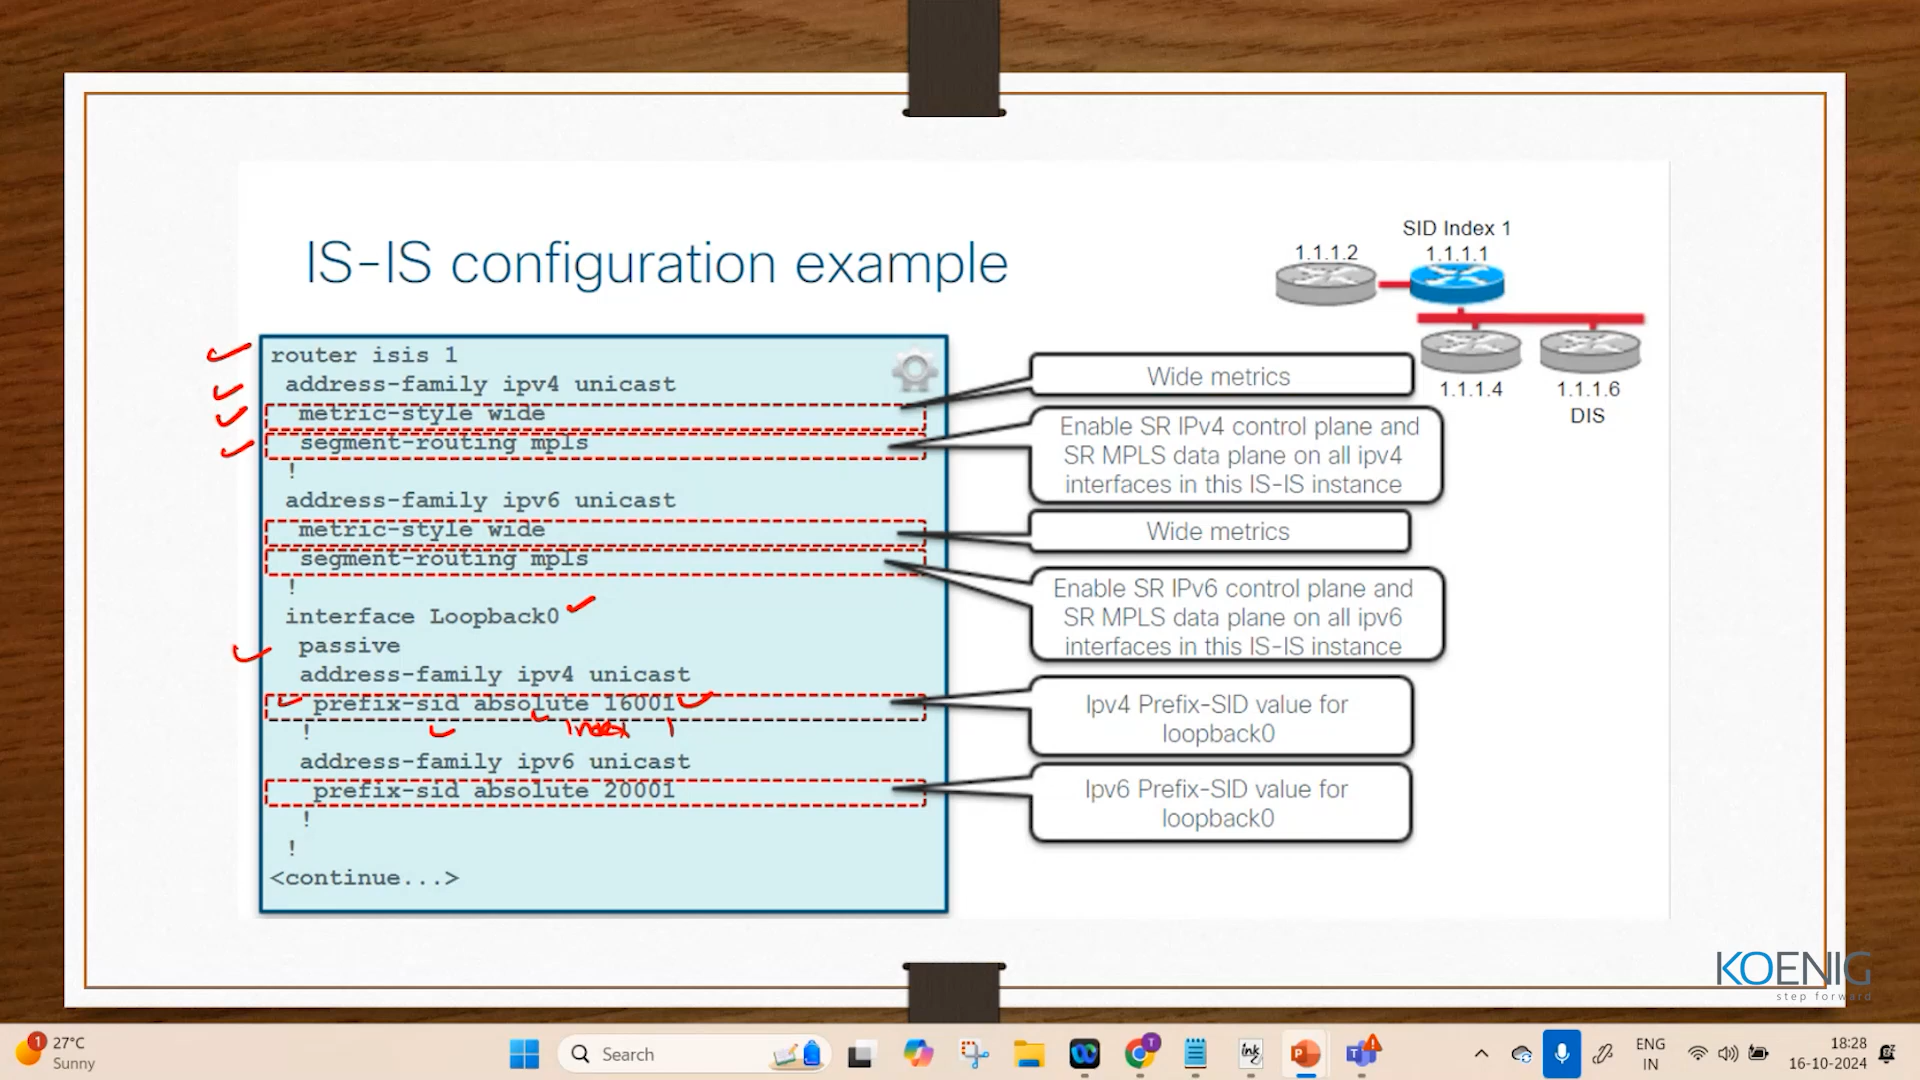 IS-IS configuration example
SID Index 1
1.1.1.2
1.1.1.1
1.1.1.4
1.1.1.6
DIS
router isis 1
address-family ipv4 unicast
metric-style wide
segment-routing mpls
!
address-family ipv6 unicast
metric-style wide
segment-routing mpls
!
interface Loopback0
passive
address-family ipv4 unicast
prefix-sid absolute 16001
index 1
!
address-family ipv6 unicast
prefix-sid absolute 20001
!
!
<continue...>
Wide metrics
Enable SR IPv4 control plane and
SR MPLS data plane on all ipv4
interfaces in this IS-IS instance
Wide metrics
Enable SR IPv6 control plane and
SR MPLS data plane on all ipv6
interfaces in this IS-IS instance
Ipv4 Prefix-SID value for
loopback0
Ipv6 Prefix-SID value for
loopback0
KOENIG
step forward
1
27°C
Sunny
Search
ink
ENG
IN
18:28
16-10-2024